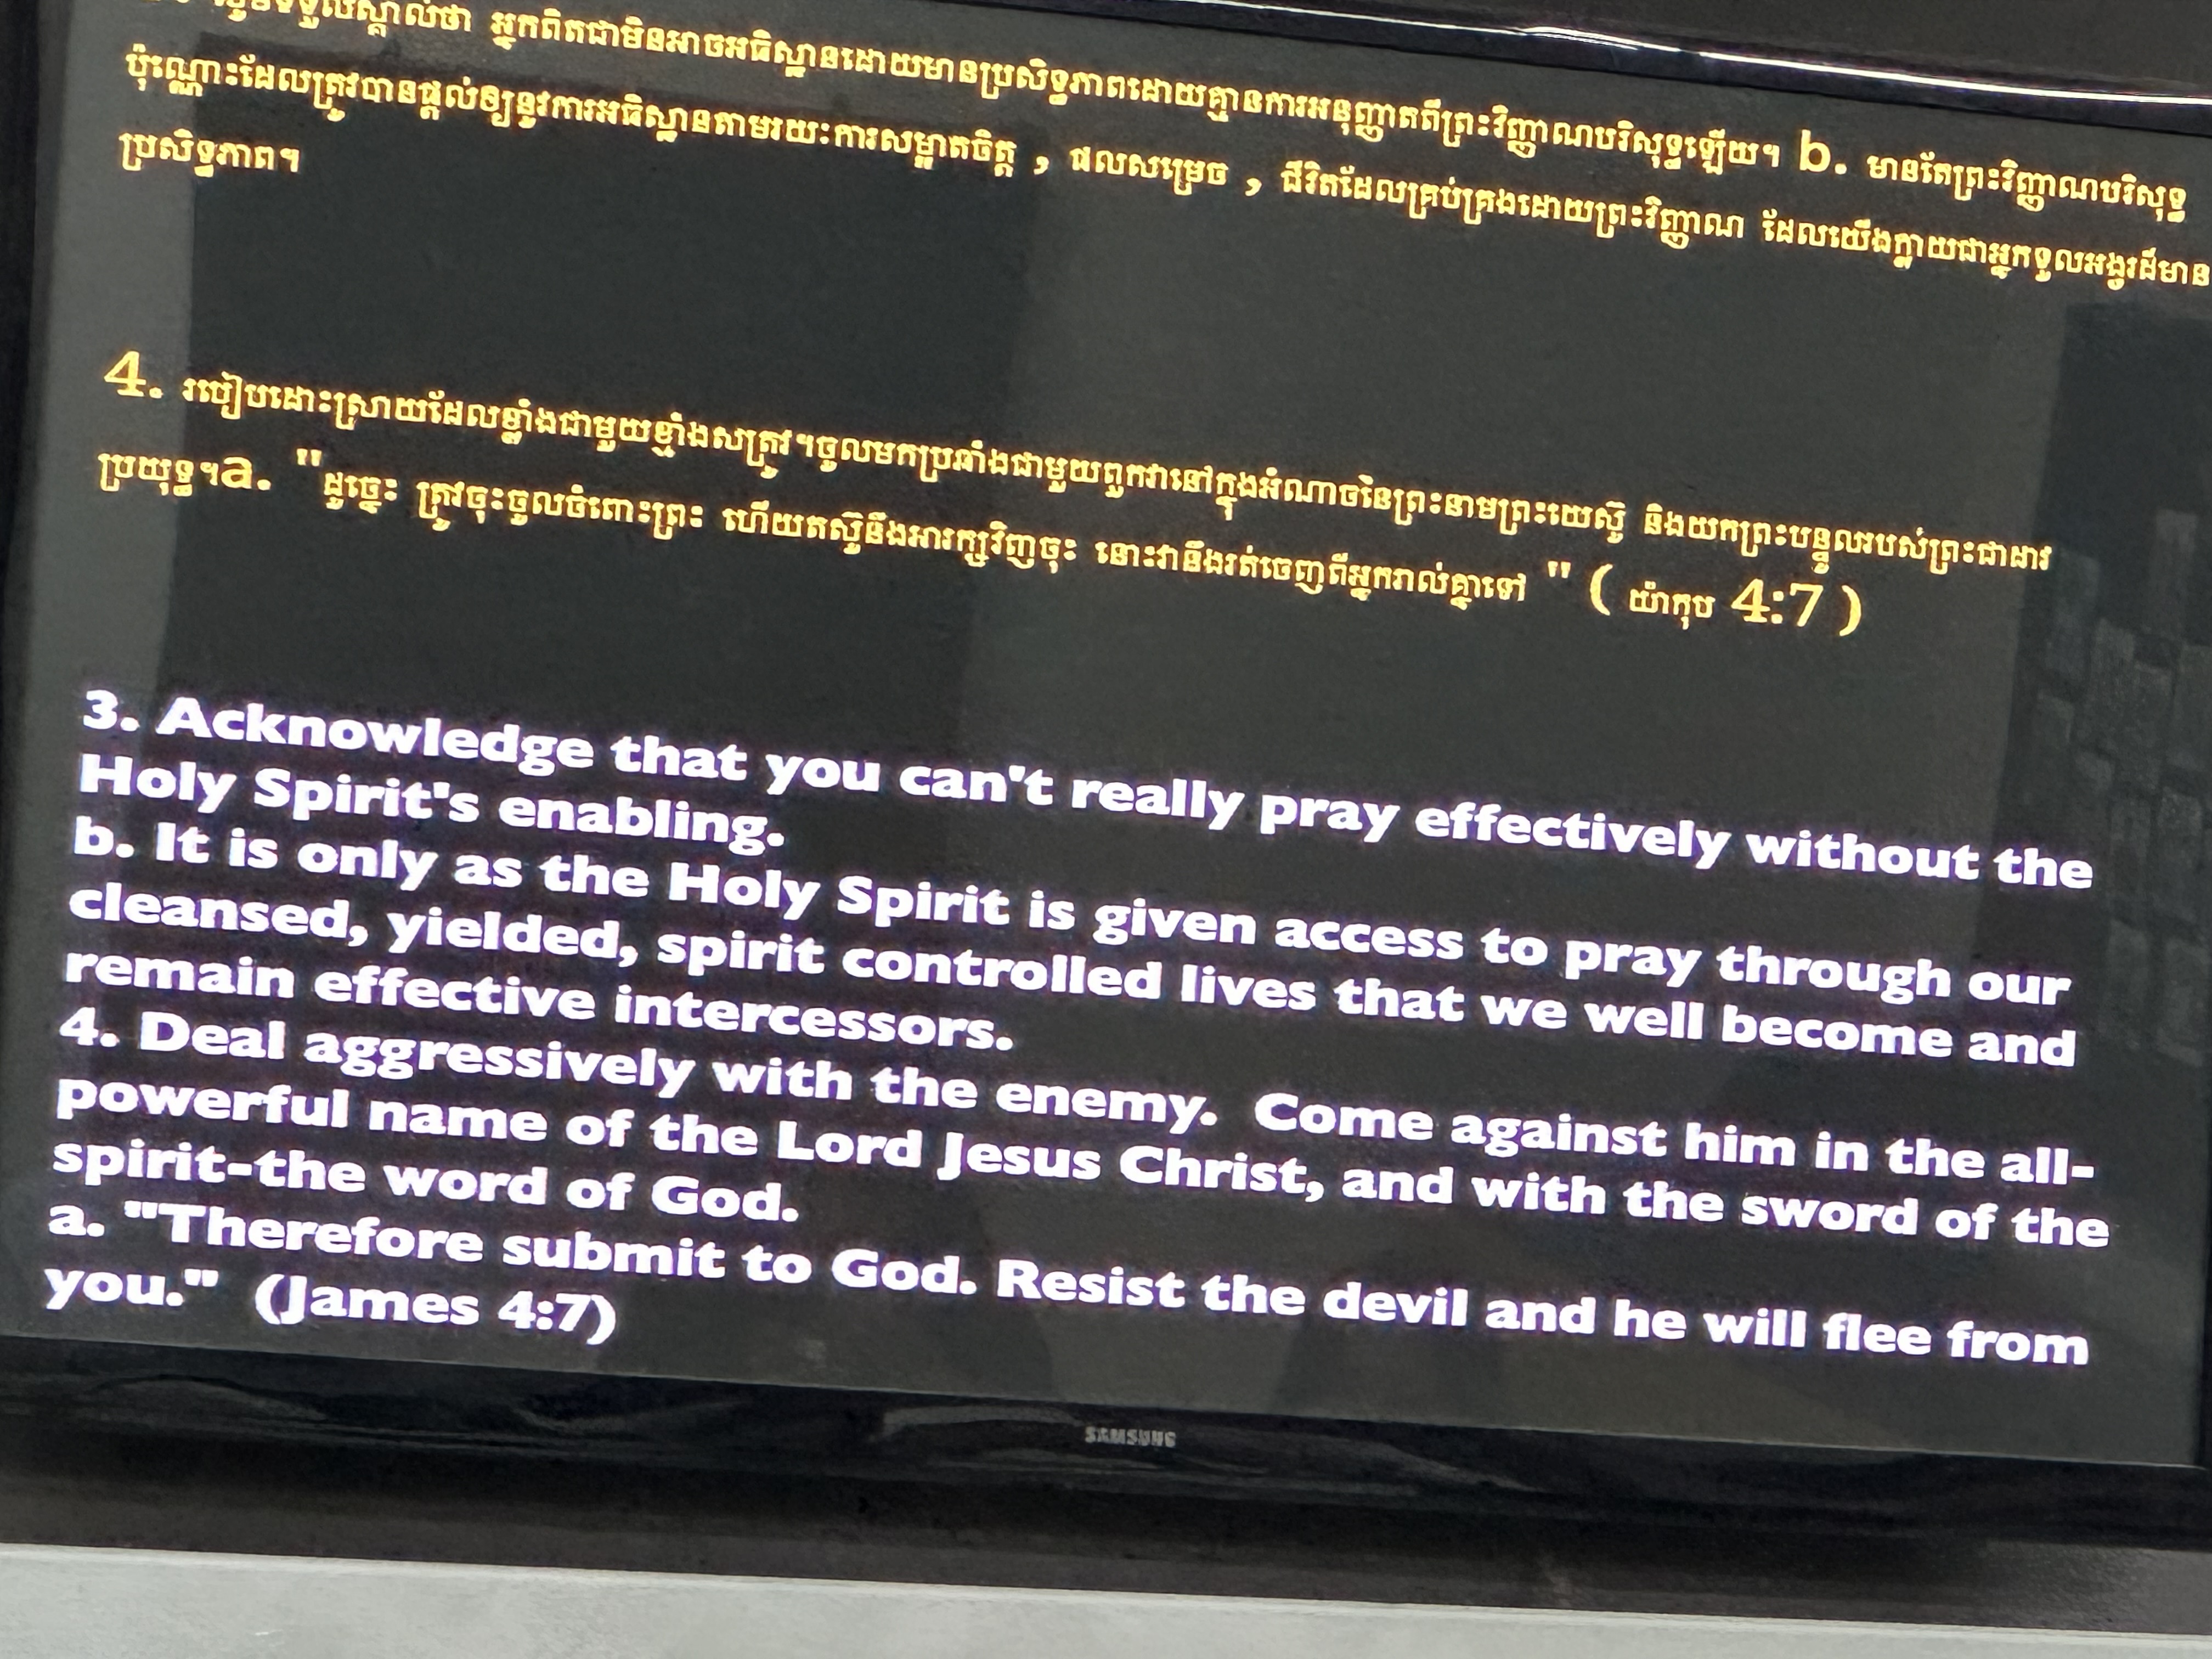 សូមទទួលស្គាល់ថា អ្នកពិតជាមិនអាចអធិស្ឋានដោយមានប្រសិទ្ធភាពដោយគ្មានការអនុញ្ញាតពីព្រះវិញ្ញាណបរិសុទ្ធឡើយ។ b. មានតែព្រះវិញ្ញាណបរិសុទ្ធ
ប៉ុណ្ណោះដែលត្រូវបានផ្តល់ឲ្យនូវការអធិស្ឋានតាមរយៈការសម្អាតចិត្ត , ផលសម្រេច , ជីវិតដែលគ្រប់គ្រងដោយព្រះវិញ្ញាណ ដែលយើងក្លាយជាអ្នកទូលអង្វរដ៏មាន
ប្រសិទ្ធភាព។
4. របៀបដោះស្រាយដែលខ្លាំងជាមួយខ្មាំងសត្រូវ។ចូលមកប្រឆាំងជាមួយពួកវានៅក្នុងអំណាចនៃព្រះនាមព្រះយេស៊ូ និងយកព្រះបន្ទូលរបស់ព្រះជាដាវ
ប្រយុទ្ធ។a. "ដូច្នេះ ត្រូវចុះចូលចំពោះព្រះ ហើយតស៊ូនឹងអារក្សវិញចុះ នោះវានឹងរត់ចេញពីអ្នករាល់គ្នាទៅ " ( យ៉ាកុប 4:7 )
3. Acknowledge that you can't really pray effectively without the
Holy Spirit's enabling.
b. It is only as the Holy Spirit is given access to pray through our
cleansed, yielded, spirit controlled lives that we well become and
remain effective intercessors.
4. Deal aggressively with the enemy.  Come against him in the all-
powerful name of the Lord Jesus Christ, and with the sword of the
spirit-the word of God.
a. "Therefore submit to God. Resist the devil and he will flee from
you."  (James 4:7)
SAMSUNG